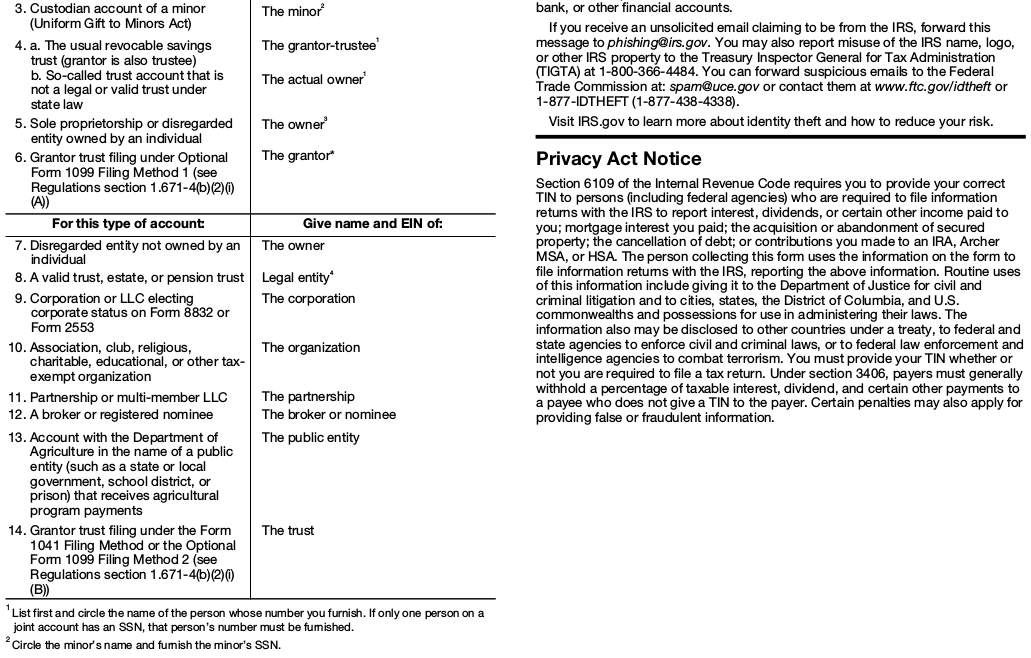 3. Custodian account of a minor
(Uniform Gift to Minors Act)
The minor²
4. a. The usual revocable savings
trust (grantor is also trustee)
The grantor-trustee¹
b. So-called trust account that is
not a legal or valid trust under
state law
The actual owner¹
5. Sole proprietorship or disregarded
entity owned by an individual
The owner³
6. Grantor trust filing under Optional
Form 1099 Filing Method 1 (see
Regulations section 1.671-4(b)(2)(i)
(A))
The grantor*
For this type of account:
Give name and EIN of:
7. Disregarded entity not owned by an
individual
The owner
8. A valid trust, estate, or pension trust
Legal entity⁴
9. Corporation or LLC electing
corporate status on Form 8832 or
Form 2553
The corporation
10. Association, club, religious,
charitable, educational, or other tax-
exempt organization
The organization
11. Partnership or multi-member LLC
The partnership
12. A broker or registered nominee
The broker or nominee
13. Account with the Department of
Agriculture in the name of a public
entity (such as a state or local
government, school district, or
prison) that receives agricultural
program payments
The public entity
14. Grantor trust filing under the Form
1041 Filing Method or the Optional
Form 1099 Filing Method 2 (see
Regulations section 1.671-4(b)(2)(i)
(B))
The trust
¹ List first and circle the name of the person whose number you furnish. If only one person on a
joint account has an SSN, that person's number must be furnished.
² Circle the minor's name and furnish the minor's SSN.
bank, or other financial accounts.
If you receive an unsolicited email claiming to be from the IRS, forward this
message to phishing@irs.gov. You may also report misuse of the IRS name, logo,
or other IRS property to the Treasury Inspector General for Tax Administration
(TIGTA) at 1-800-366-4484. You can forward suspicious emails to the Federal
Trade Commission at: spam@uce.gov or contact them at www.ftc.gov/idtheft or
1-877-IDTHEFT (1-877-438-4338).
Visit IRS.gov to learn more about identity theft and how to reduce your risk.
Privacy Act Notice
Section 6109 of the Internal Revenue Code requires you to provide your correct
TIN to persons (including federal agencies) who are required to file information
returns with the IRS to report interest, dividends, or certain other income paid to
you; mortgage interest you paid; the acquisition or abandonment of secured
property; the cancellation of debt; or contributions you made to an IRA, Archer
MSA, or HSA. The person collecting this form uses the information on the form to
file information returns with the IRS, reporting the above information. Routine uses
of this information include giving it to the Department of Justice for civil and
criminal litigation and to cities, states, the District of Columbia, and U.S.
commonwealths and possessions for use in administering their laws. The
information also may be disclosed to other countries under a treaty, to federal and
state agencies to enforce civil and criminal laws, or to federal law enforcement and
intelligence agencies to combat terrorism. You must provide your TIN whether or
not you are required to file a tax return. Under section 3406, payers must generally
withhold a percentage of taxable interest, dividend, and certain other payments to
a payee who does not give a TIN to the payer. Certain penalties may also apply for
providing false or fraudulent information.